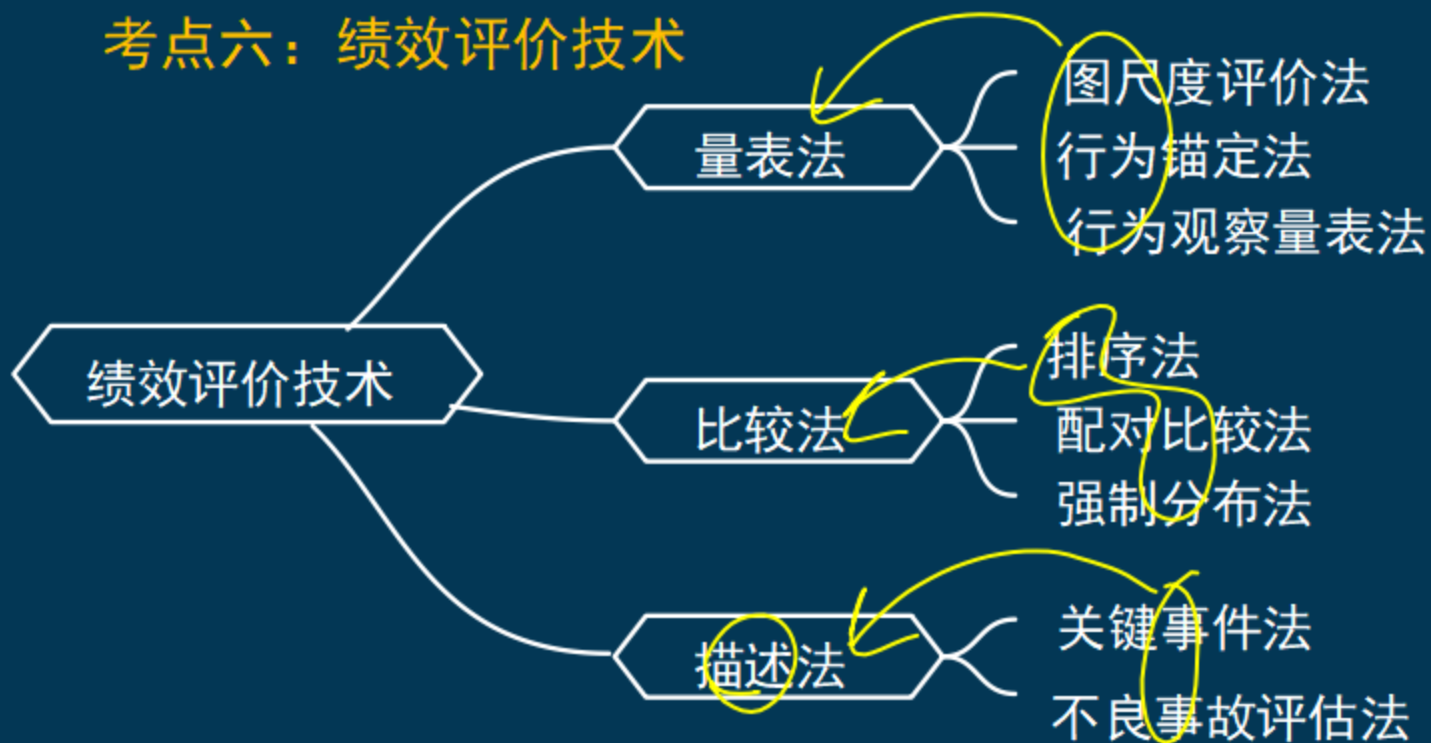 考点六：绩效评价技术
绩效评价技术
量表法
图尺度评价法
行为锚定法
行为观察量表法
比较法
排序法
配对比较法
强制分布法
描述法
关键事件法
不良事故评估法